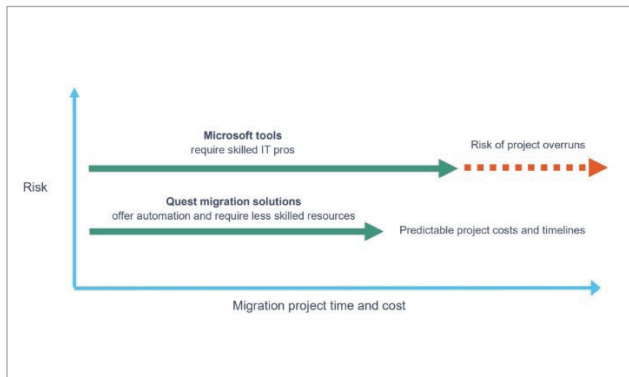 Microsoft tools
require skilled IT pros
Risk of project overruns
Risk
Quest migration solutions
offer automation and require less skilled resources
Predictable project costs and timelines
Migration project time and cost